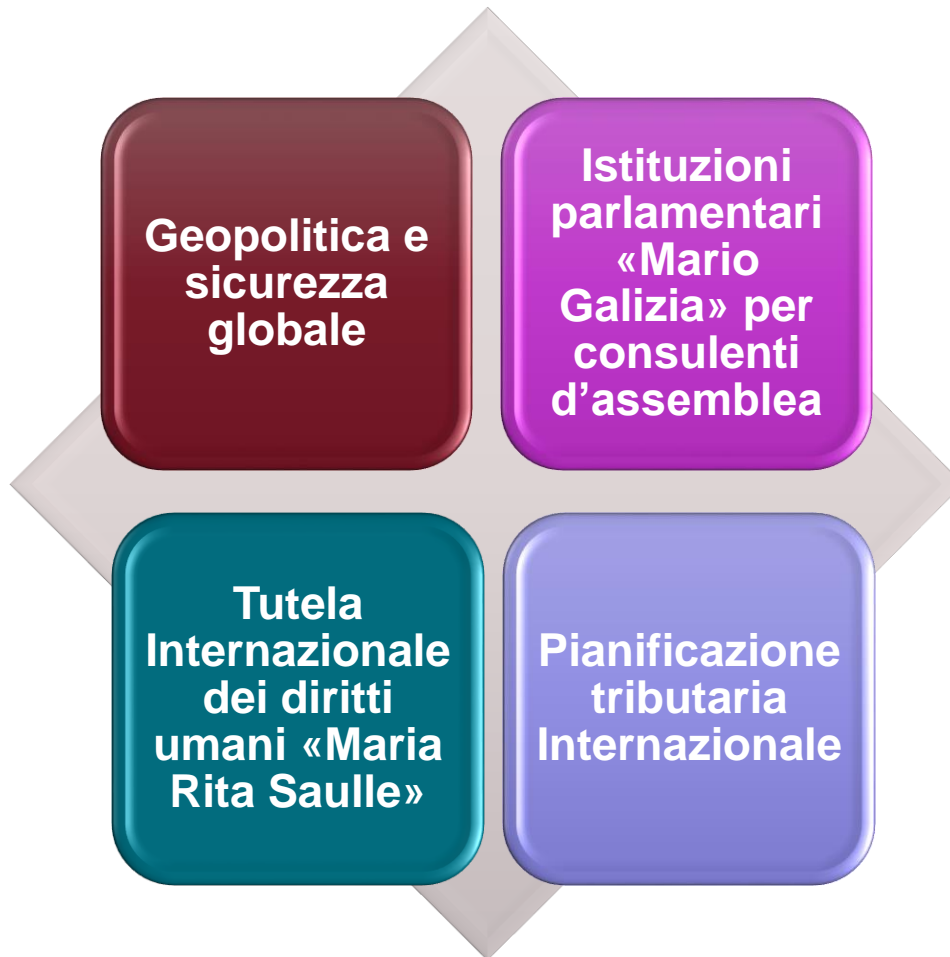 Geopolitica e
sicurezza
globale
Istituzioni
parlamentari
«Mario
Galizia» per
consulenti
d’assemblea
Tutela
Internazionale
dei diritti
umani «Maria
Rita Saulle»
Pianificazione
tributaria
Internazionale